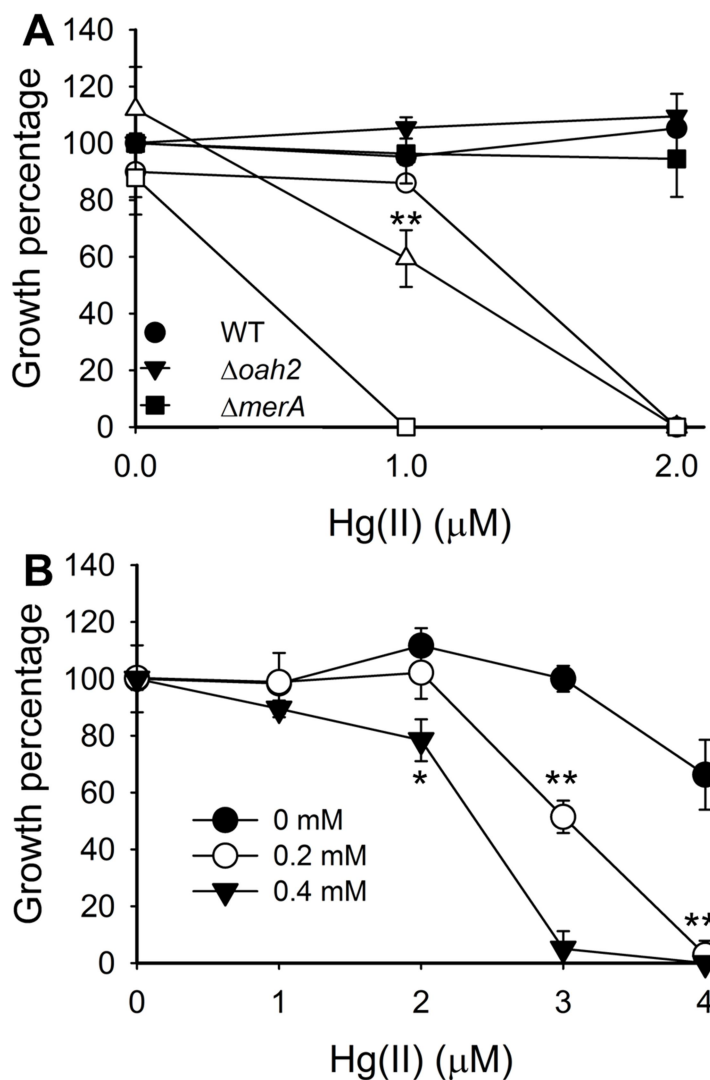 A
140
120
100
80
60
40
20
0
Growth percentage
**
WT
Δoah2
ΔmerA
0.0 1.0 2.0
Hg(II) (μM)
B
140
120
100
80
60
40
20
0
Growth percentage
*
**
**
0 mM
0.2 mM
0.4 mM
0 1 2 3 4
Hg(II) (μM)